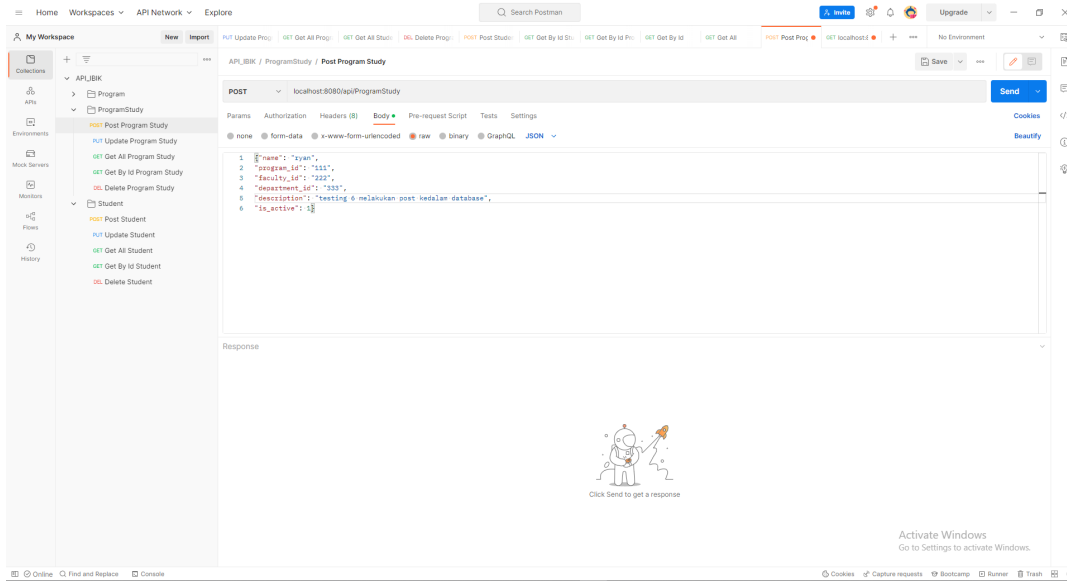 Home Workspaces API Network Explore Search Postman Invite Upgrade
My Workspace New Import PUT Update Prog GET Get All Progr GET Get All Stude DEL Delete Progr POST Post Studen GET Get By Id Stu GET Get By Id Pro GET Get By Id GET Get All POST Post Prog GET localhost:8 No Environment
Collections
APIs
Environments
Mock Servers
Monitors
Flows
History
API_IBIK
Program
ProgramStudy
POST Post Program Study
PUT Update Program Study
GET Get All Program Study
GET Get By Id Program Study
DEL Delete Program Study
Student
POST Post Student
PUT Update Student
GET Get All Student
GET Get By Id Student
DEL Delete Student
API_IBIK / ProgramStudy / Post Program Study Save
POST localhost:8080/api/ProgramStudy Send
Params Authorization Headers (8) Body Pre-request Script Tests Settings Cookies
none form-data x-www-form-urlencoded raw binary GraphQL JSON Beautify
1 {"name": "ryan",
2 "program_id": "111",
3 "faculty_id": "222",
4 "department_id": "333",
5 "description": "testing 6 melakukan post kedalam database",
6 "is_active": 1}
Response
Click Send to get a response
Activate Windows
Go to Settings to activate Windows.
Online Find and Replace Console Cookies Capture requests Bootcamp Runner Trash